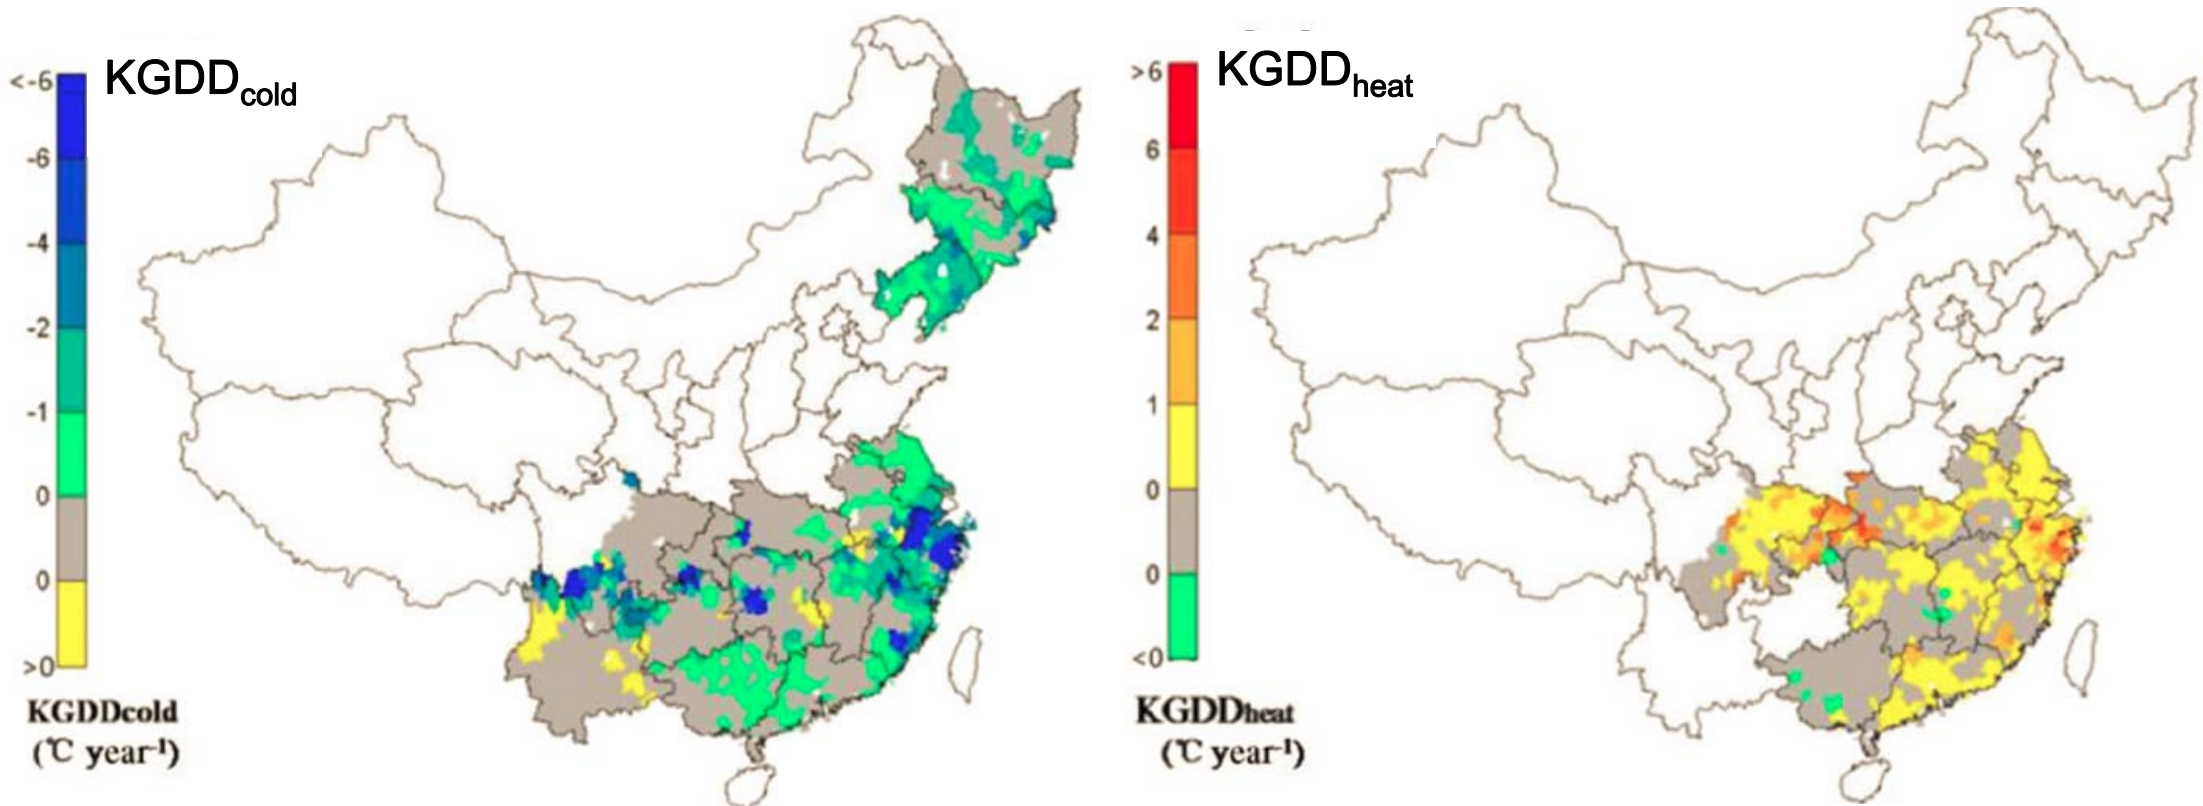 KGDDcold
<-6
-6
-4
-2
-1
0
0
>0
KGDDcold
(℃ year-1)
KGDDheat
>6
6
4
2
1
0
0
<0
KGDDheat
(℃ year-1)